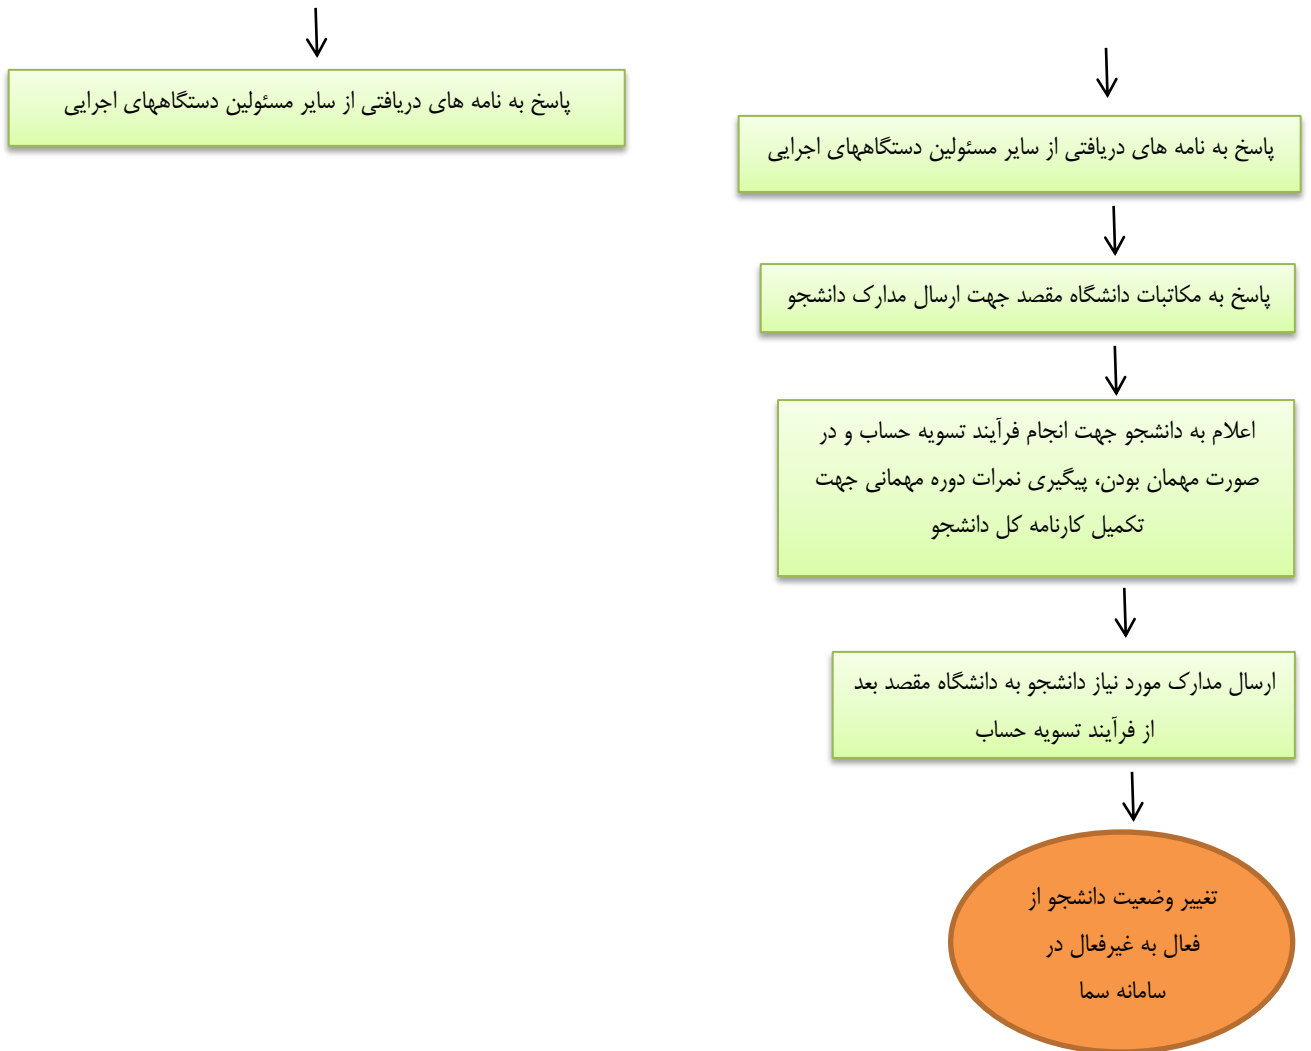 پاسخ به نامه های دریافتی از سایر مسئولین دستگاههای اجرایی
پاسخ به نامه های دریافتی از سایر مسئولین دستگاههای اجرایی
پاسخ به مکاتبات دانشگاه مقصد جهت ارسال مدارک دانشجو
اعلام به دانشجو جهت انجام فرآیند تسویه حساب و در
صورت مهمان بودن، پیگیری نمرات دوره مهمانی جهت
تکمیل کارنامه کل دانشجو
ارسال مدارک مورد نیاز دانشجو به دانشگاه مقصد بعد
از فرآیند تسویه حساب
تغییر وضعیت دانشجو از
فعال به غیرفعال در
سامانه سما